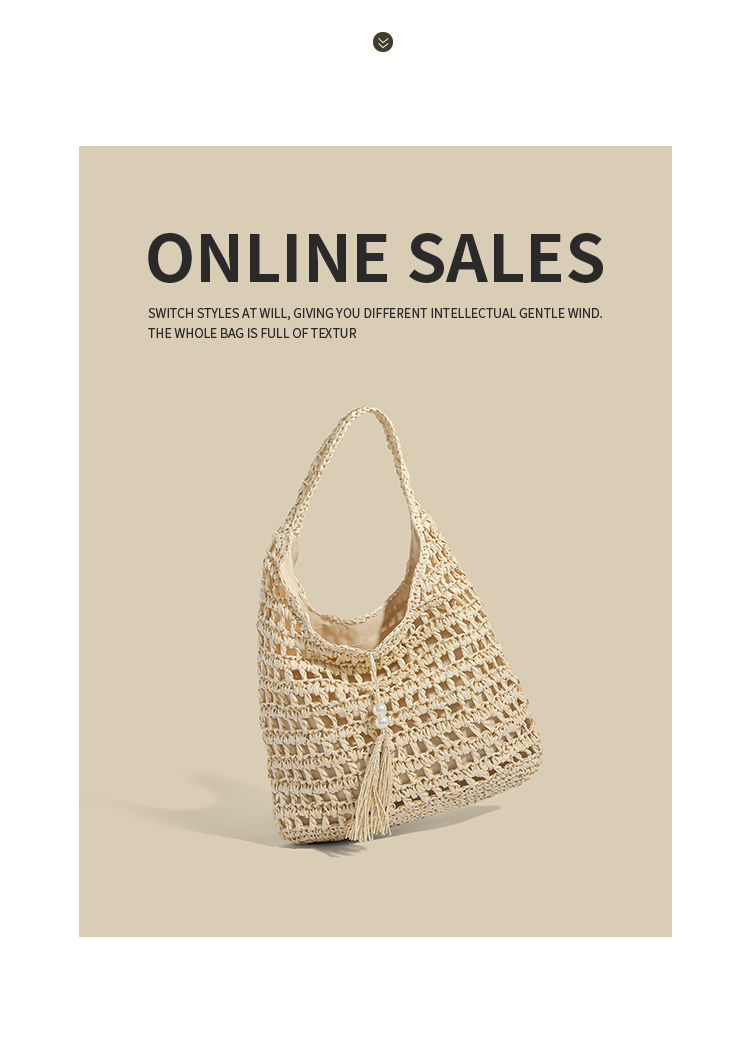 ONLINE SALES
SWITCH STYLES AT WILL, GIVING YOU DIFFERENT INTELLECTUAL GENTLE WIND.
THE WHOLE BAG IS FULL OF TEXTUR